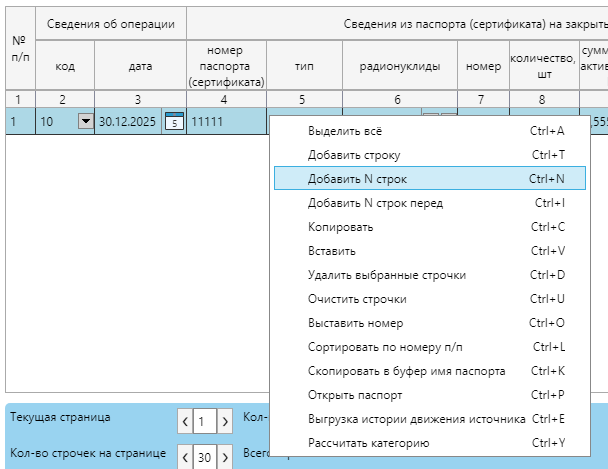 № п/п
Сведения об операции
Сведения из паспорта (сертификата) на закрыты
код
дата
номер паспорта (сертификата)
тип
радионуклиды
номер
количество, шт
сумм актив
1 2 3 4 5 6 7 8
1 10 30.12.2025 5 11111 ,555
Выделить всё Ctrl+A
Добавить строку Ctrl+T
Добавить N строк Ctrl+N
Добавить N строк перед Ctrl+I
Копировать Ctrl+C
Вставить Ctrl+V
Удалить выбранные строчки Ctrl+D
Очистить строчки Ctrl+U
Выставить номер Ctrl+O
Сортировать по номеру п/п Ctrl+L
Скопировать в буфер имя паспорта Ctrl+K
Открыть паспорт Ctrl+P
Выгрузка истории движения источника Ctrl+E
Рассчитать категорию Ctrl+Y
Текущая страница < 1 > Кол-
Кол-во строчек на странице < 30 > Всего